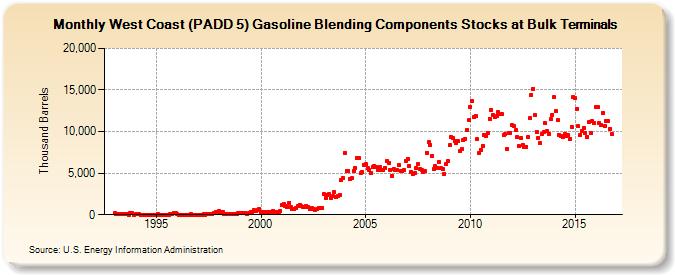 Monthly West Coast (PADD 5) Gasoline Blending Components Stocks at Bulk Terminals
Thousand Barrels
20,000
15,000
10,000
5,000
0
1995 2000 2005 2010 2015
Source: U.S. Energy Information Administration